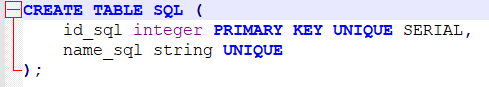 CREATE TABLE SQL (
id_sql integer PRIMARY KEY UNIQUE SERIAL,
name_sql string UNIQUE
);